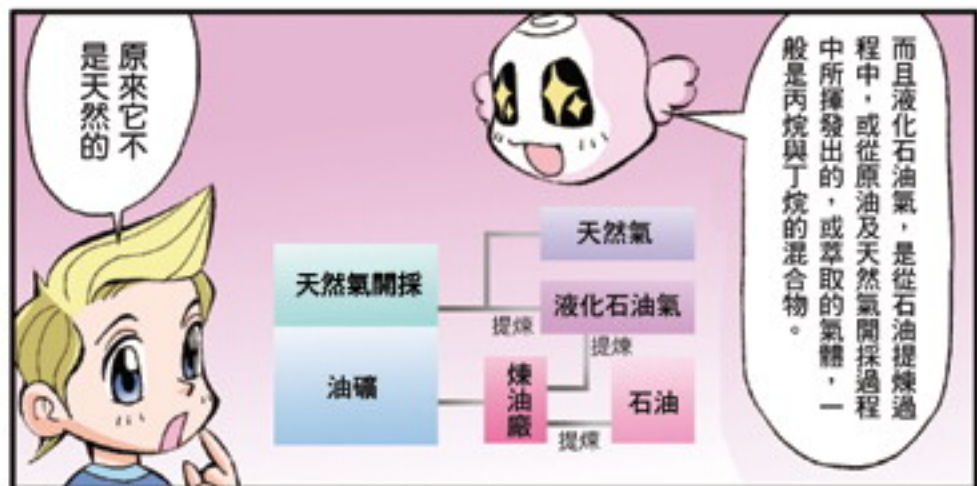 而且液化石油氣，是從石油提煉過
程中，或從原油及天然氣開採過程
中所揮發出的，或萃取的氣體，一
般是丙烷與丁烷的混合物。
原來它不
是天然的
天然氣開採
天然氣
提煉
液化石油氣
提煉
油礦
煉油廠
石油
提煉